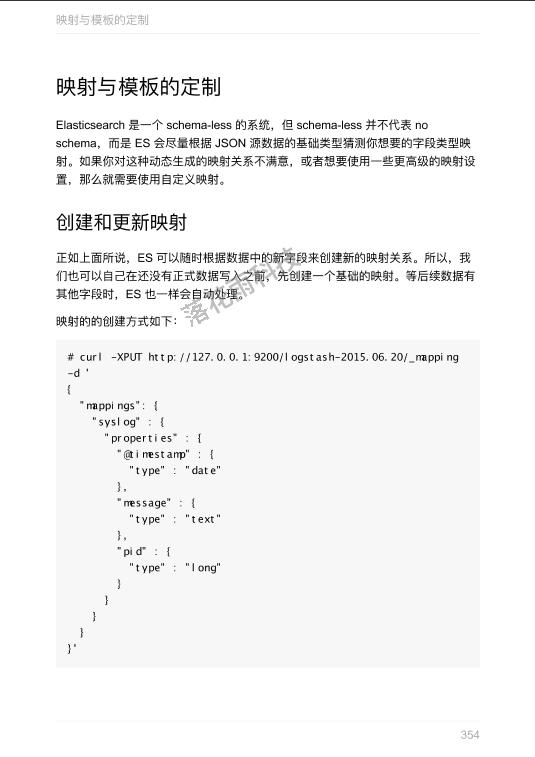 映射与模板的定制
映射与模板的定制
Elasticsearch 是一个 schema-less 的系统，但 schema-less 并不代表 no
schema，而是 ES 会尽量根据 JSON 源数据的基础类型猜测你想要的字段类型映
射。如果你对这种动态生成的映射关系不满意，或者想要使用一些更高级的映射设
置，那么就需要使用自定义映射。
创建和更新映射
正如上面所说，ES 可以随时根据数据中的新字段来创建新的映射关系。所以，我
们也可以自己在还没有正式数据写入之前，先创建一个基础的映射。等后续数据有
其他字段时，ES 也一样会自动处理。
落花雨科技
映射的的创建方式如下：
# curl -XPUT http://127.0.0.1:9200/logstash-2015.06.20/_mapping
-d '
{
  "mappings": {
    "syslog" : {
      "properties" : {
        "@timestamp" : {
          "type" : "date"
        },
        "message" : {
          "type" : "text"
        },
        "pid" : {
          "type" : "long"
        }
      }
    }
  }
}'
354